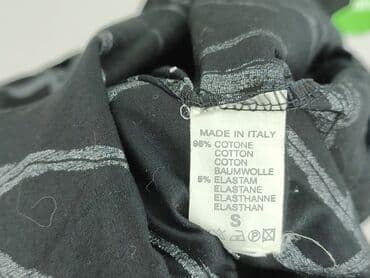 MADE IN ITALY
95% COTONE
COTTON
COTON
BAUMWOLLE
5% ELASTAM
ELASTANE
ELASTHANNE
ELASTHAN
S